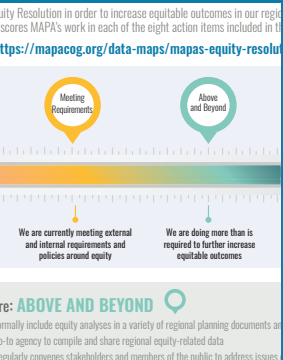 uity Resolution in order to increase equitable outcomes in our regio
scores MAPA's work in each of the eight action items included in th
ttps://mapacog.org/data-maps/mapas-equity-resolut
Meeting
Requirements
Above
and Beyond
We are currently meeting external
and internal requirements and
policies around equity
We are doing more than is
required to further increase
equitable outcomes
re: ABOVE AND BEYOND
ormally include equity analyses in a variety of regional planning documents an
o-to agency to compile and share regional equity-related data
egularly convenes stakeholders and members of the public to address issues